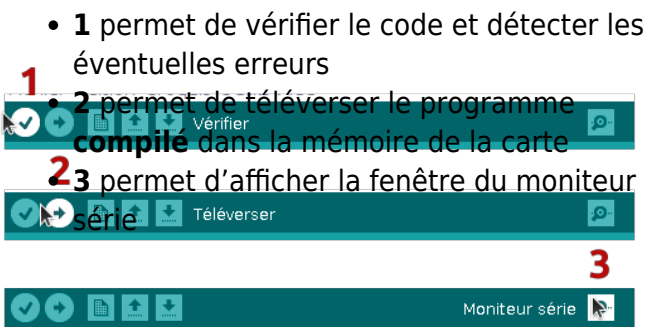 • 1 permet de vérifier le code et détecter les
éventuelles erreurs
1
• 2 permet de téléverser le programme
Vérifier
compilé dans la mémoire de la carte
2
• 3 permet d’afficher la fenêtre du moniteur
série
Téléverser
3
Moniteur série